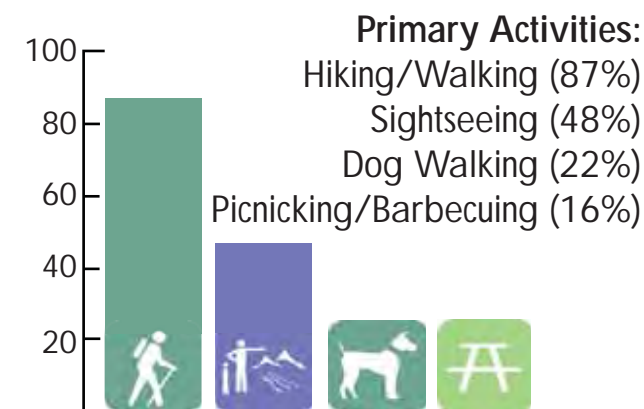 Primary Activities:
Hiking/Walking (87%)
Sightseeing (48%)
Dog Walking (22%)
Picnicking/Barbecuing (16%)
100
80
60
40
20